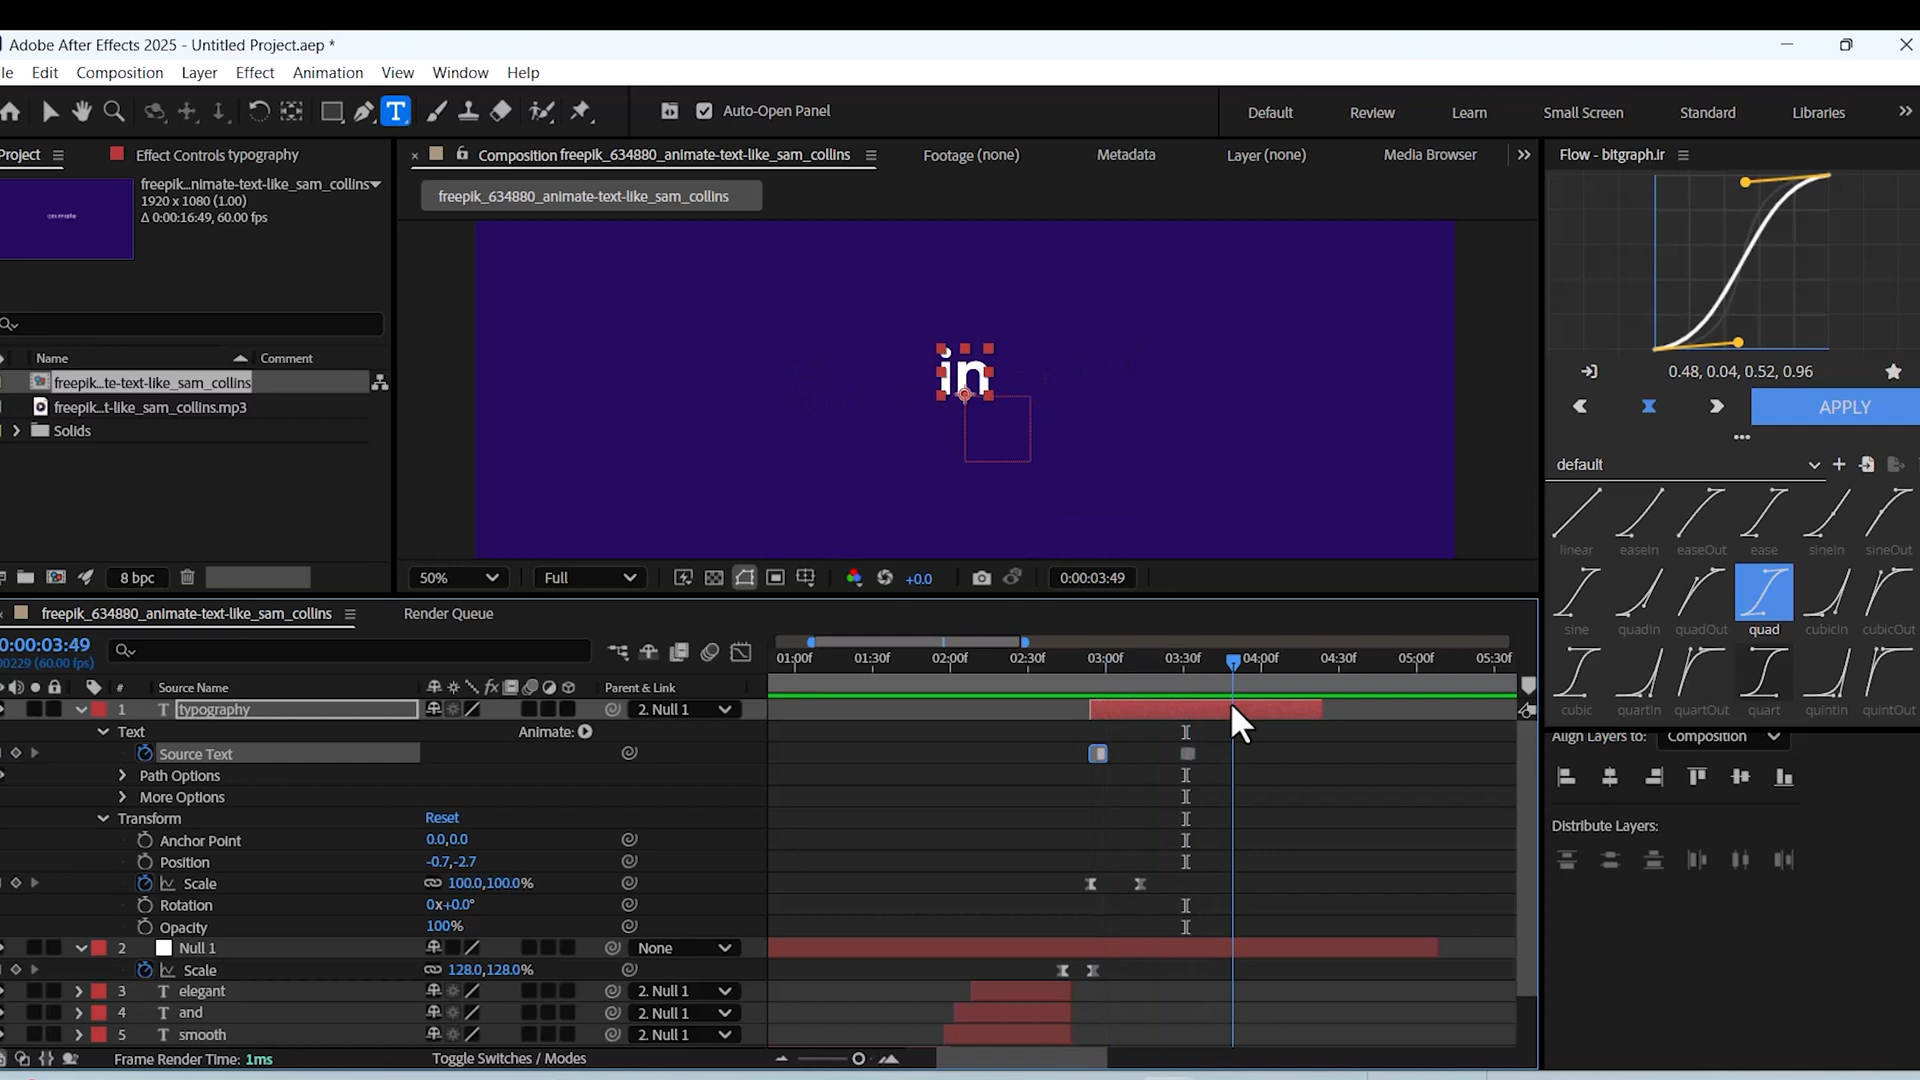 Adobe After Effects 2025 - Untitled Project.aep *
le Edit Composition Layer Effect Animation View Window Help
T Auto-Open Panel Default Review Learn Small Screen Standard Libraries
Project Effect Controls typography
freepik...nimate-text-like_sam_collins
1920 x 1080 (1.00)
Δ 0:00:16:49, 60.00 fps
animate
Name Comment
freepik...te-text-like_sam_collins
freepik...t-like_sam_collins.mp3
Solids
8 bpc
Composition freepik_634880_animate-text-like_sam_collins Footage (none) Metadata Layer (none) Media Browser
freepik_634880_animate-text-like_sam_collins
in
50% Full +0.0 0:00:03:49
Flow - bitgraph.ir
0.48, 0.04, 0.52, 0.96
APPLY
default
linear easeIn easeOut ease sineIn sineOut
sine quadIn quadOut quad cubicIn cubicOut
cubic quartIn quartOut quart quintIn quintOut
Align Layers to: Composition
Distribute Layers:
freepik_634880_animate-text-like_sam_collins Render Queue
0:00:03:49
00229 (60.00 fps)
01:00f 01:30f 02:00f 02:30f 03:00f 03:30f 04:00f 04:30f 05:00f 05:30f
# Source Name fx Parent & Link
1 T typography 2. Null 1
Text Animate:
Source Text
Path Options
More Options
Transform Reset
Anchor Point 0.0,0.0
Position -0.7,-2.7
Scale 100.0,100.0%
Rotation 0x+0.0°
Opacity 100%
2 Null 1 None
Scale 128.0,128.0%
3 T elegant 2. Null 1
4 T and 2. Null 1
5 T smooth 2. Null 1
Frame Render Time: 1ms Toggle Switches / Modes